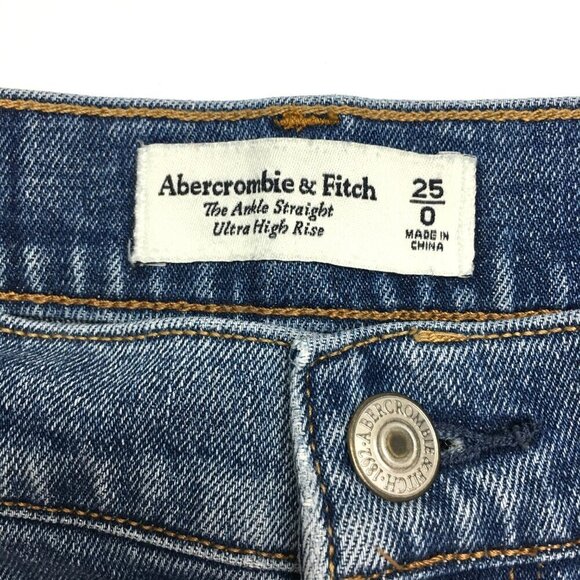 Abercrombie & Fitch
The Ankle Straight
Ultra High Rise
25
0
MADE IN
CHINA
ABERCROMBIE & FITCH · 1892 ·